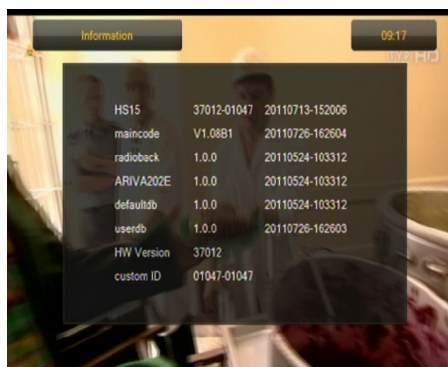 Information 09:17
HD
HS15 37012-01047 20110713-152006
maincode V1.08B1 20110726-162604
radioback 1.0.0 20110524-103312
ARIVA202E 1.0.0 20110524-103312
defaultdb 1.0.0 20110524-103312
userdb 1.0.0 20110726-162603
HW Version 37012
custom ID 01047-01047